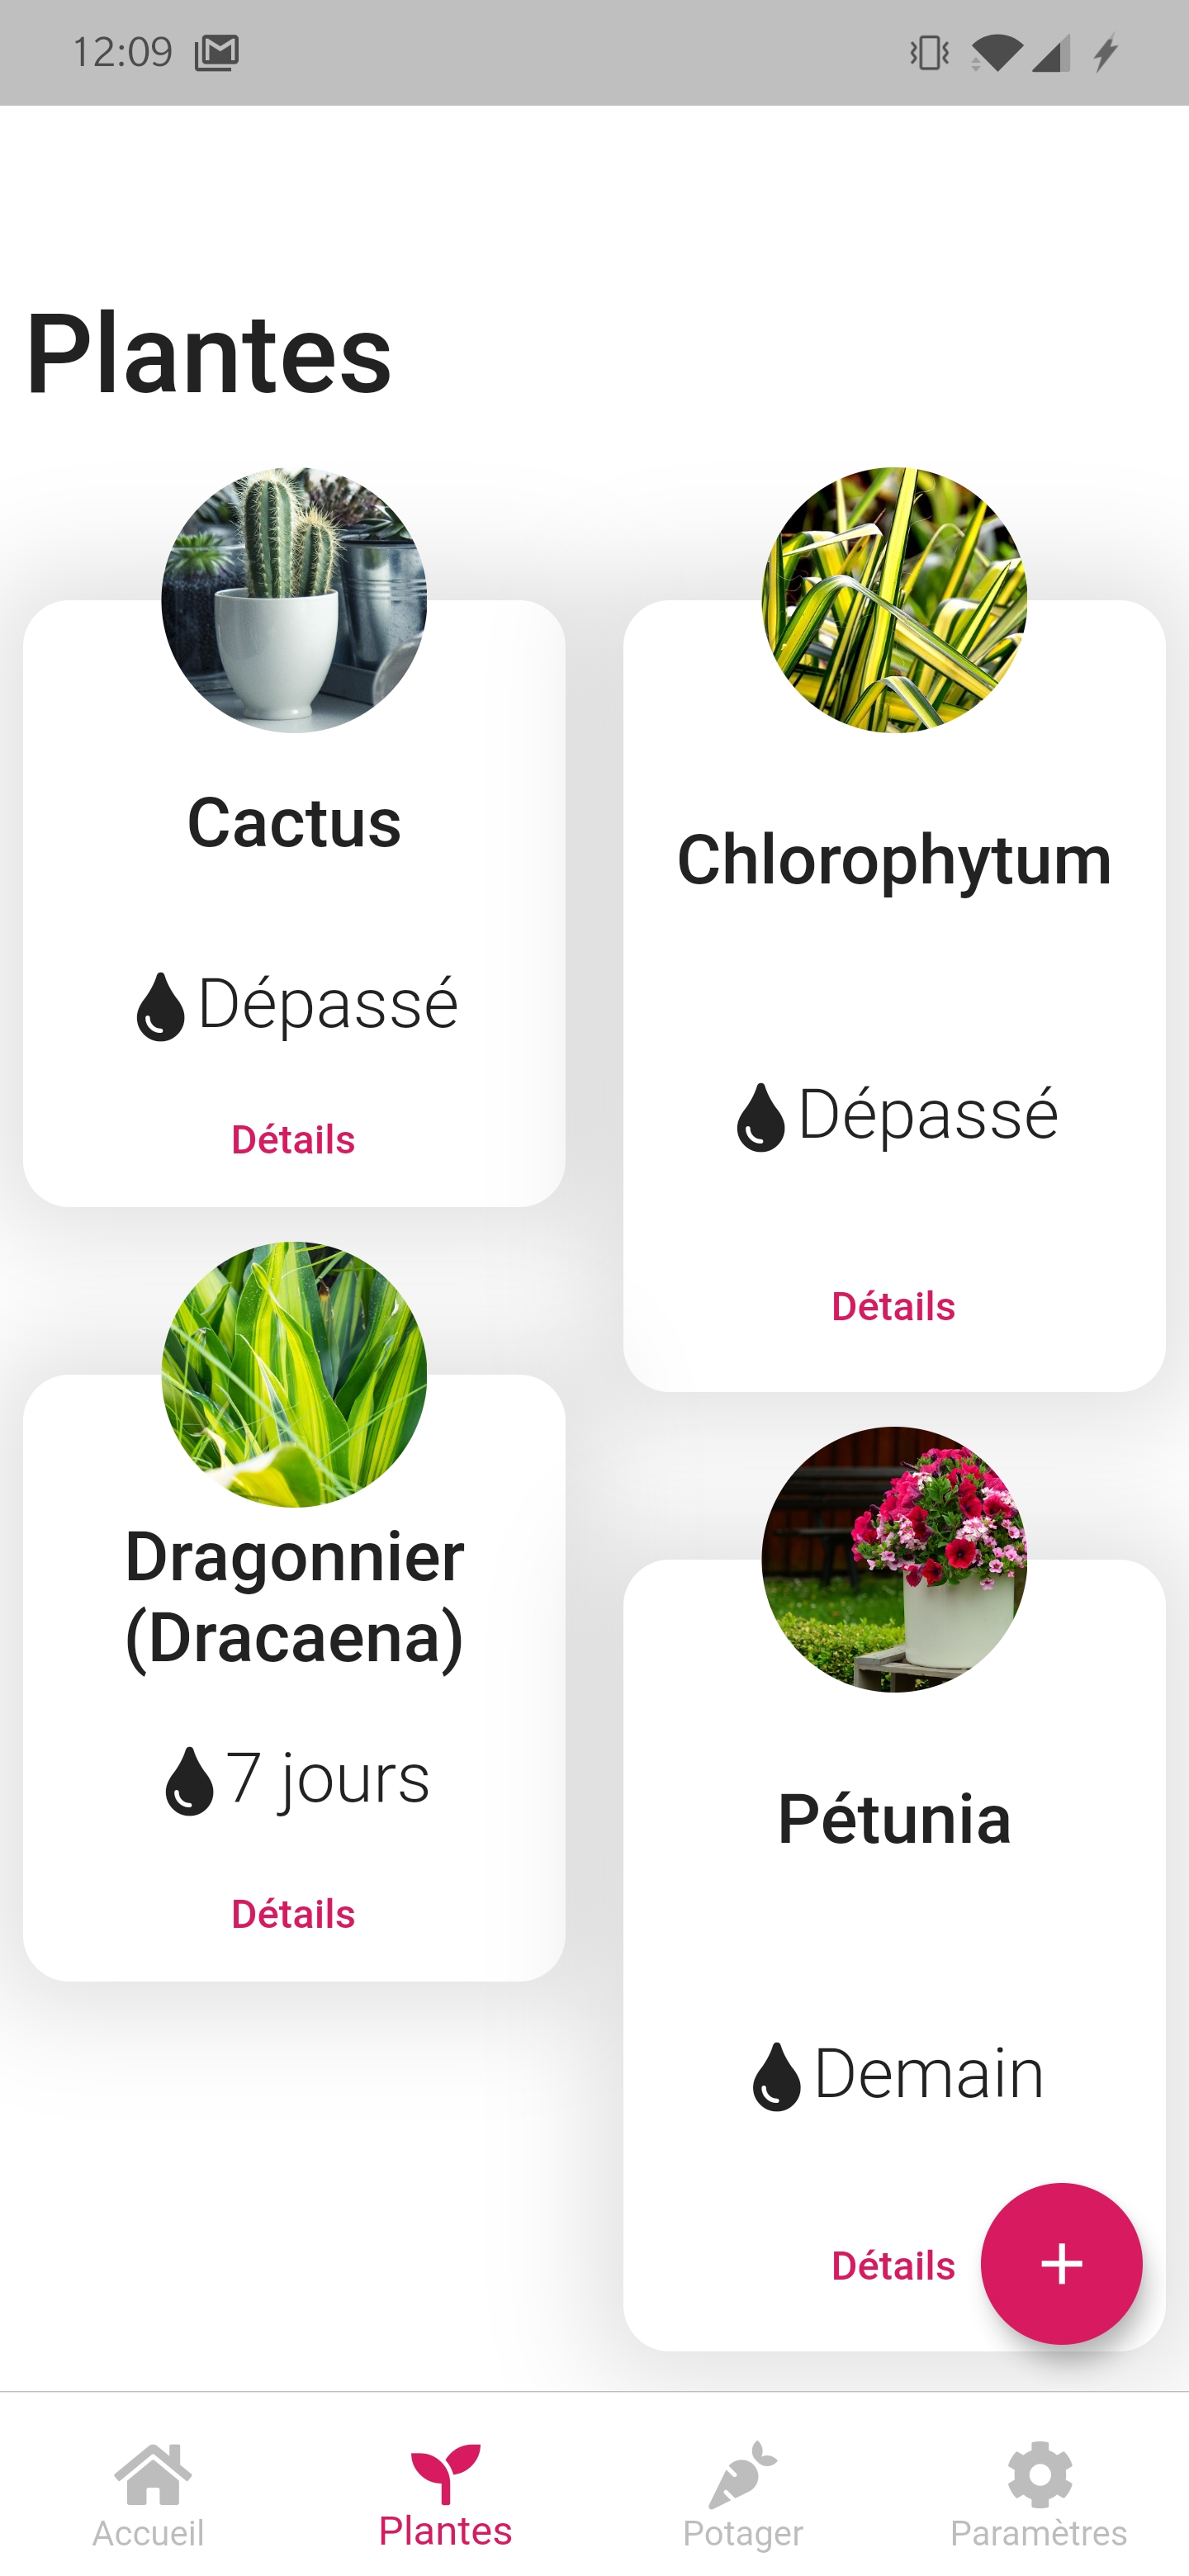 12:09
Plantes
Cactus
Dépassé
Détails
Chlorophytum
Dépassé
Détails
Dragonnier
(Dracaena)
7 jours
Détails
Pétunia
Demain
Détails
+
Accueil
Plantes
Potager
Paramètres